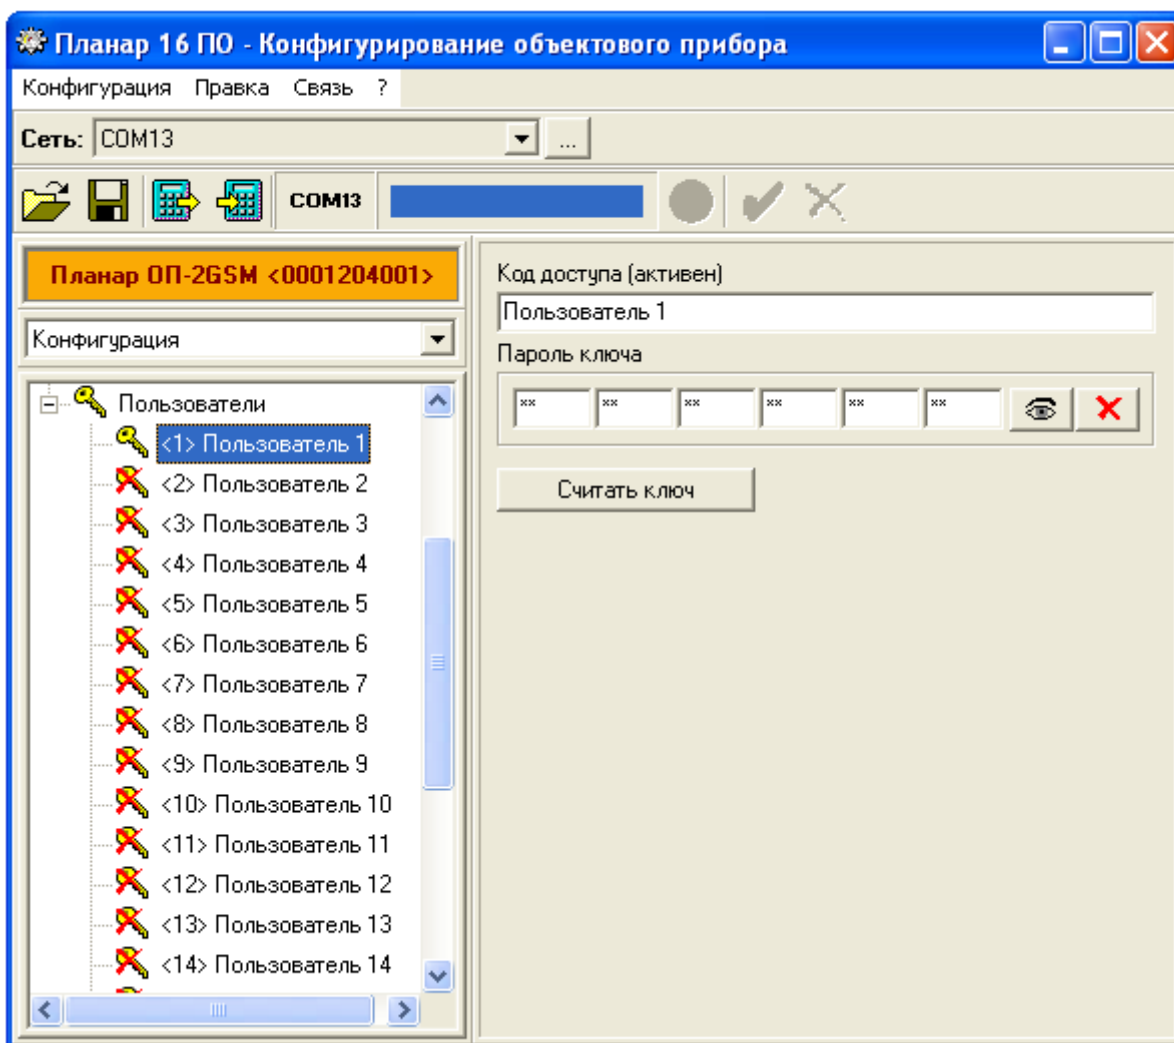 Планар 16 ПО - Конфигурирование объектового прибора
Конфигурация Правка Связь ?
Сеть: COM13 ...
COM13
Планар ОП-2GSM <0001204001>
Конфигурация
Пользователи
<1> Пользователь 1
<2> Пользователь 2
<3> Пользователь 3
<4> Пользователь 4
<5> Пользователь 5
<6> Пользователь 6
<7> Пользователь 7
<8> Пользователь 8
<9> Пользователь 9
<10> Пользователь 10
<11> Пользователь 11
<12> Пользователь 12
<13> Пользователь 13
<14> Пользователь 14
Код доступа (активен)
Пользователь 1
Пароль ключа
** ** ** ** ** **
Считать ключ